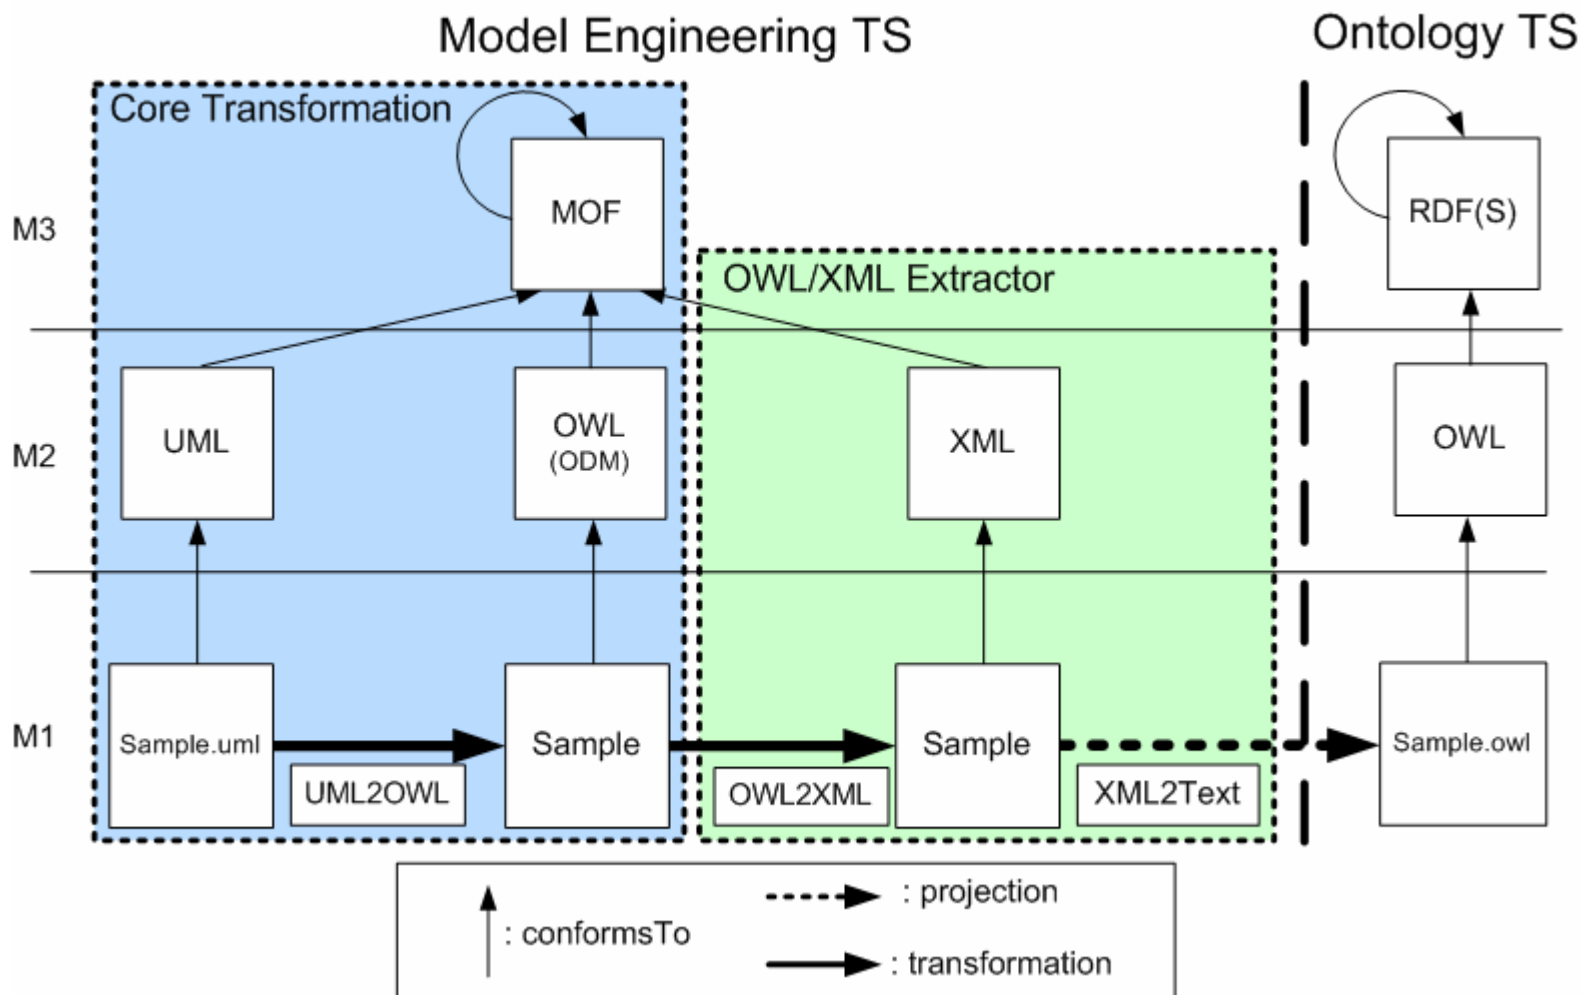 Model Engineering TS
Ontology TS
Core Transformation
MOF
RDF(S)
M3
OWL/XML Extractor
UML
OWL
(ODM)
XML
OWL
M2
Sample.uml
Sample
Sample
Sample.owl
M1
UML2OWL
OWL2XML
XML2Text
: conformsTo
: projection
: transformation